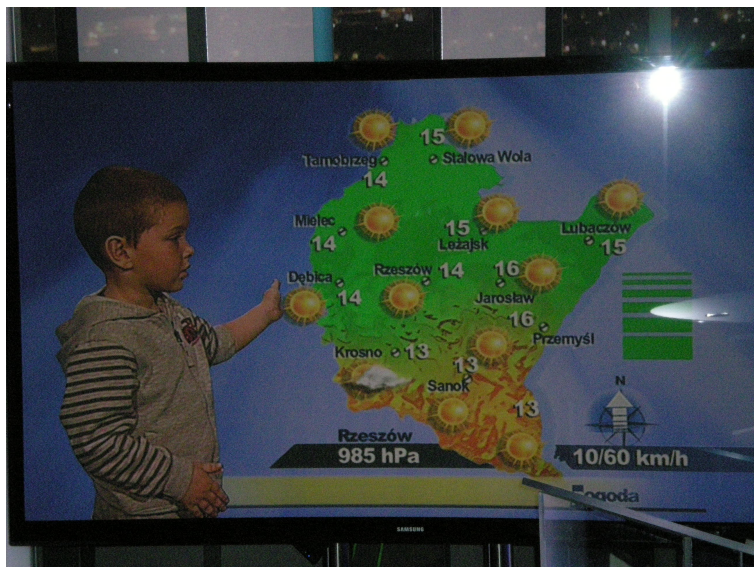 15
Tarnobrzeg
Stalowa Wola
14
Mielec
14
15
Leżajsk
Lubaczów
15
Dębica
14
Rzeszów
14
16
Jarosław
16
Przemyśl
Krosno
13
13
Sanok
13
N
Rzeszów
985 hPa
10/60 km/h
Pogoda
SAMSUNG